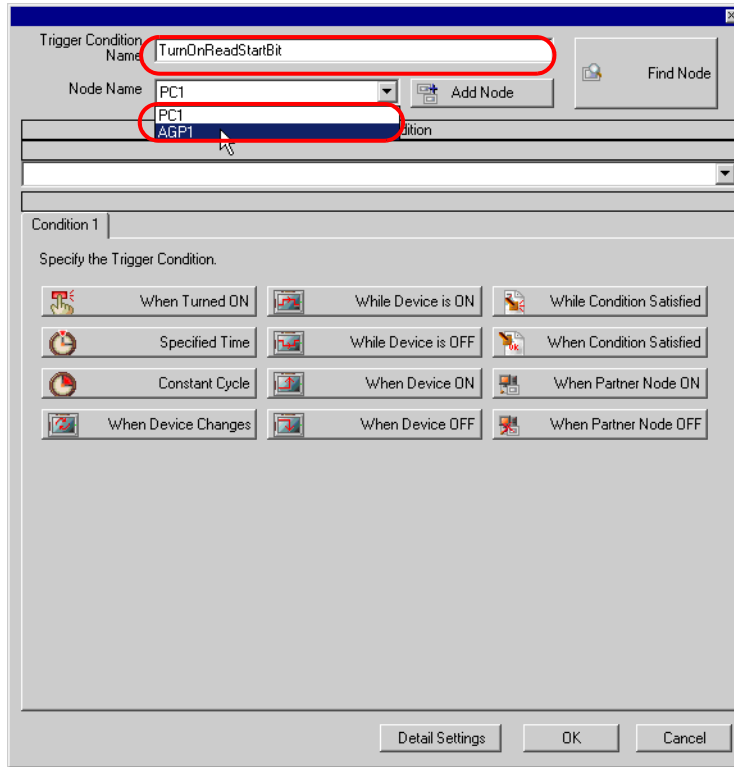 Trigger Condition
Name
TurnOnReadStartBit
Find Node
Node Name
PC1
Add Node
PC1
AGP1
dition
Condition 1
Specify the Trigger Condition.
When Turned ON
While Device is ON
While Condition Satisfied
Specified Time
While Device is OFF
When Condition Satisfied
Constant Cycle
When Device ON
When Partner Node ON
When Device Changes
When Device OFF
When Partner Node OFF
Detail Settings
OK
Cancel